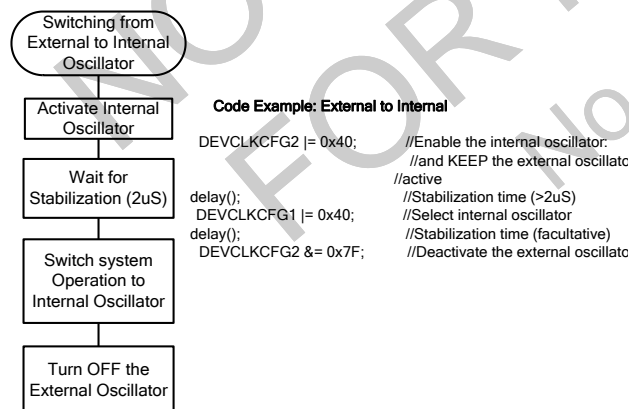 Switching from
External to Internal
Oscillator
Activate Internal
Oscillator
Wait for
Stabilization (2uS)
Switch system
Operation to
Internal Oscillator
Turn OFF the
External Oscillator
Code Example: External to Internal
DEVCLKCFG2 |= 0x40; //Enable the internal oscillator:
//and KEEP the external oscillato
//active
delay(); //Stabilization time (>2uS)
DEVCLKCFG1 |= 0x40; //Select internal oscillator
delay(); //Stabilization time (facultative)
DEVCLKCFG2 &= 0x7F; //Deactivate the external oscillato
NO
FOR
No